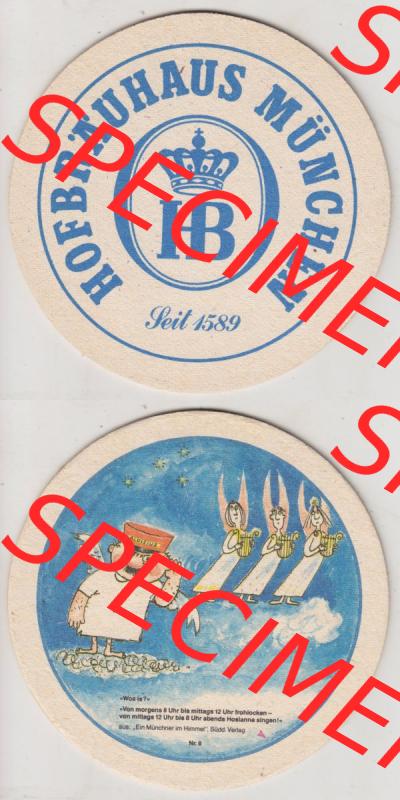 HOFBRÄUHAUS MÜNCHEN
HB
Seit 1589
SPECIMEN
»Wos is?«
»Von morgens 8 Uhr bis mittags 12 Uhr frohlocken –
von mittags 12 Uhr bis 8 Uhr abends Hosianna singen!«
aus: „Ein Münchner im Himmel“, Südd. Verlag
Nr. 8
SPECIMEN